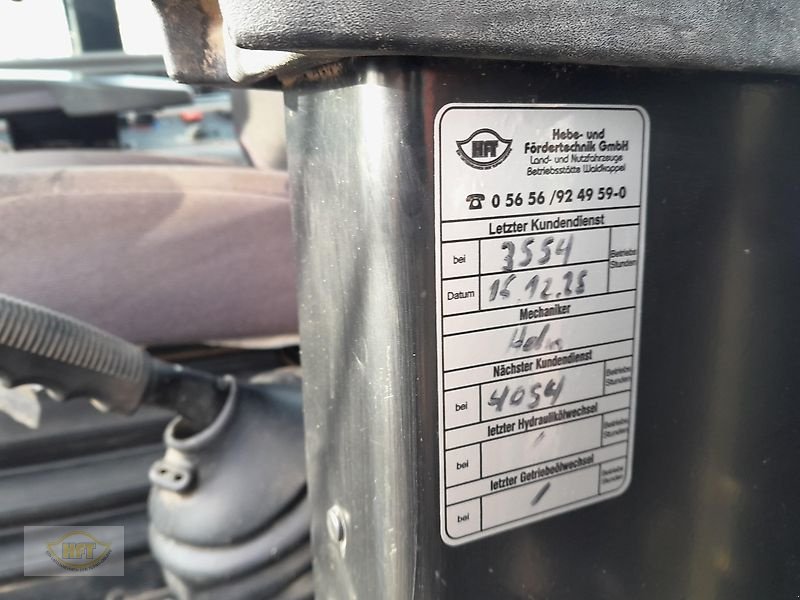 HFT
Hebe- und
Fördertechnik GmbH
Land- und Nutzfahrzeuge
Betriebsstätte Waldkappel
☎ 0 56 56 /92 49 59-0
Letzter Kundendienst
bei 3554 Betriebs
Stunden
Datum 16.12.25
Mechaniker
Nächster Kundendienst
bei 4054 Betriebs
Stunden
letzter Hydraulikölwechsel
bei / Betriebs
Stunden
letzter Getriebeölwechsel
bei / Betriebs
Stunden
HFT